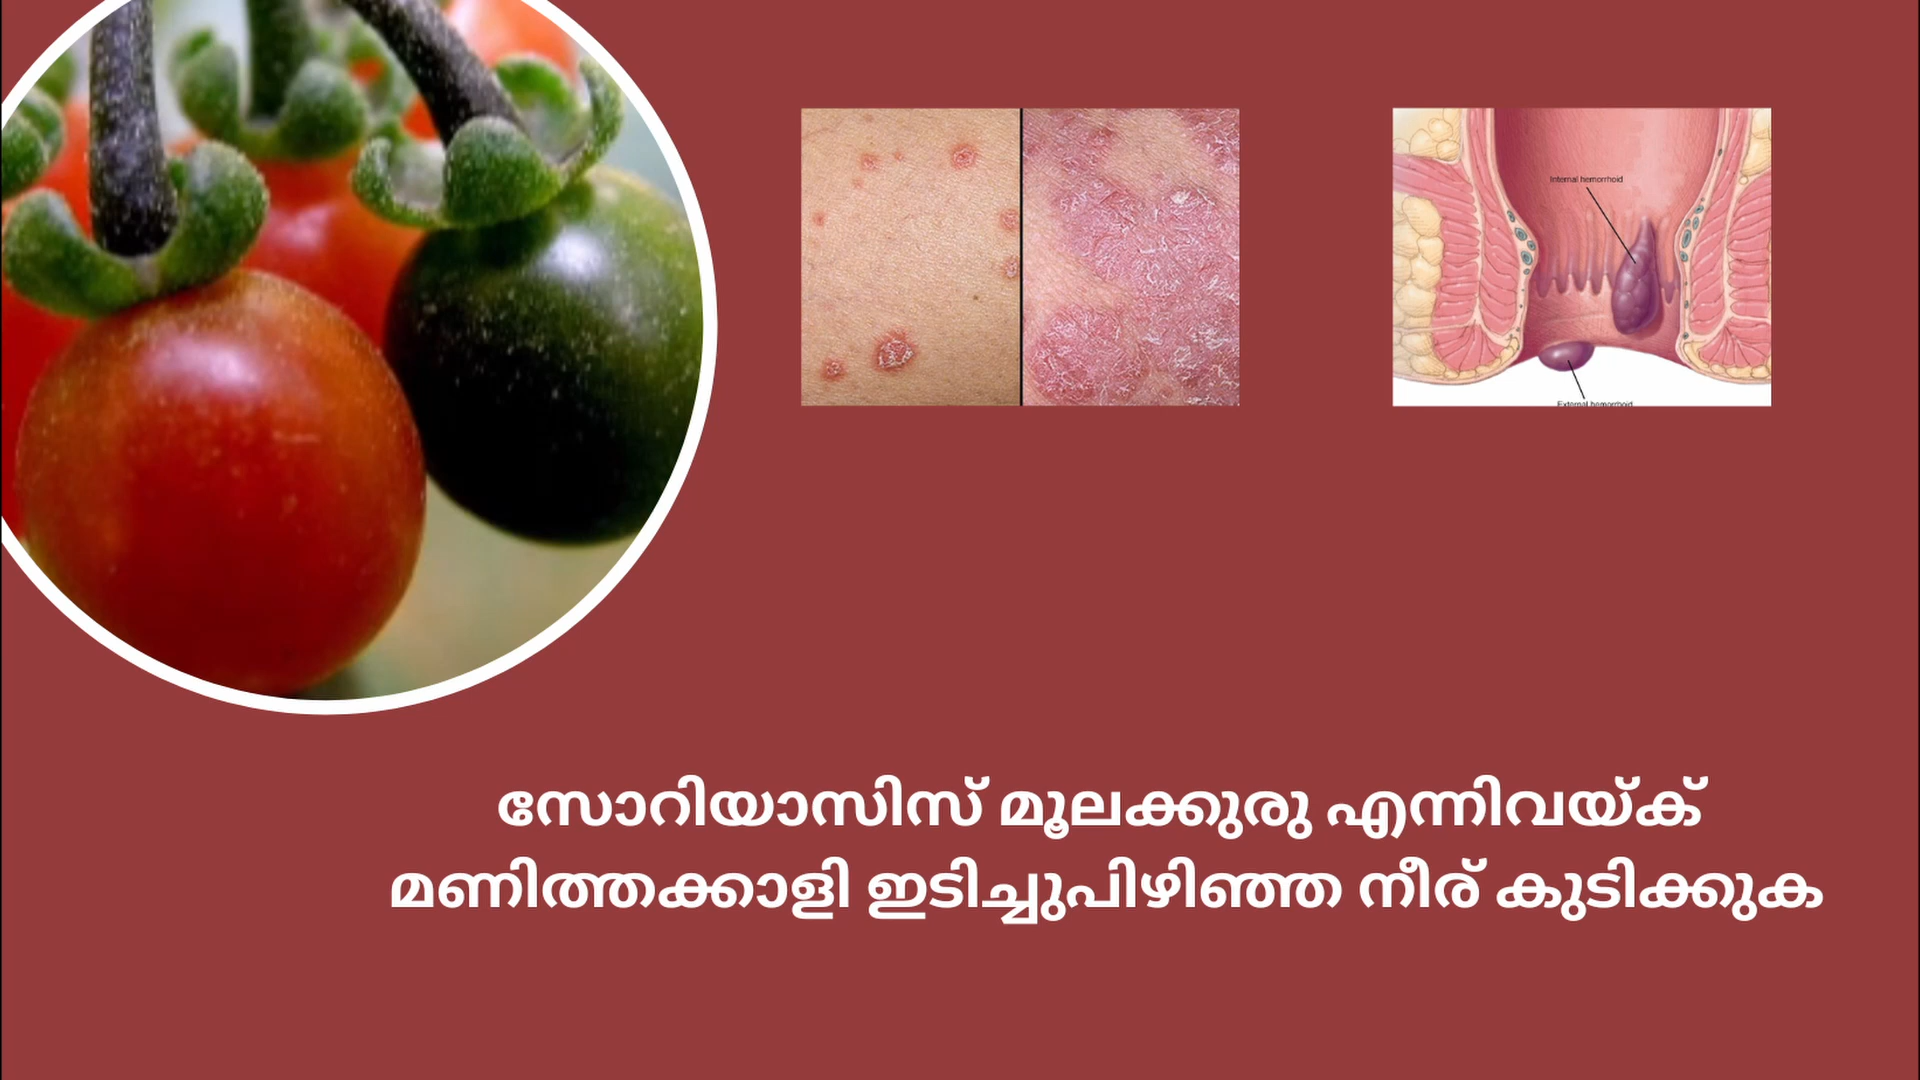 Internal hemorrhoid
External hemorrhoid
സോറിയാസിസ് മൂലക്കുരു എന്നിവയ്ക്
മണിത്തക്കാളി ഇടിച്ചുപിഴിഞ്ഞ നീര് കുടിക്കുക